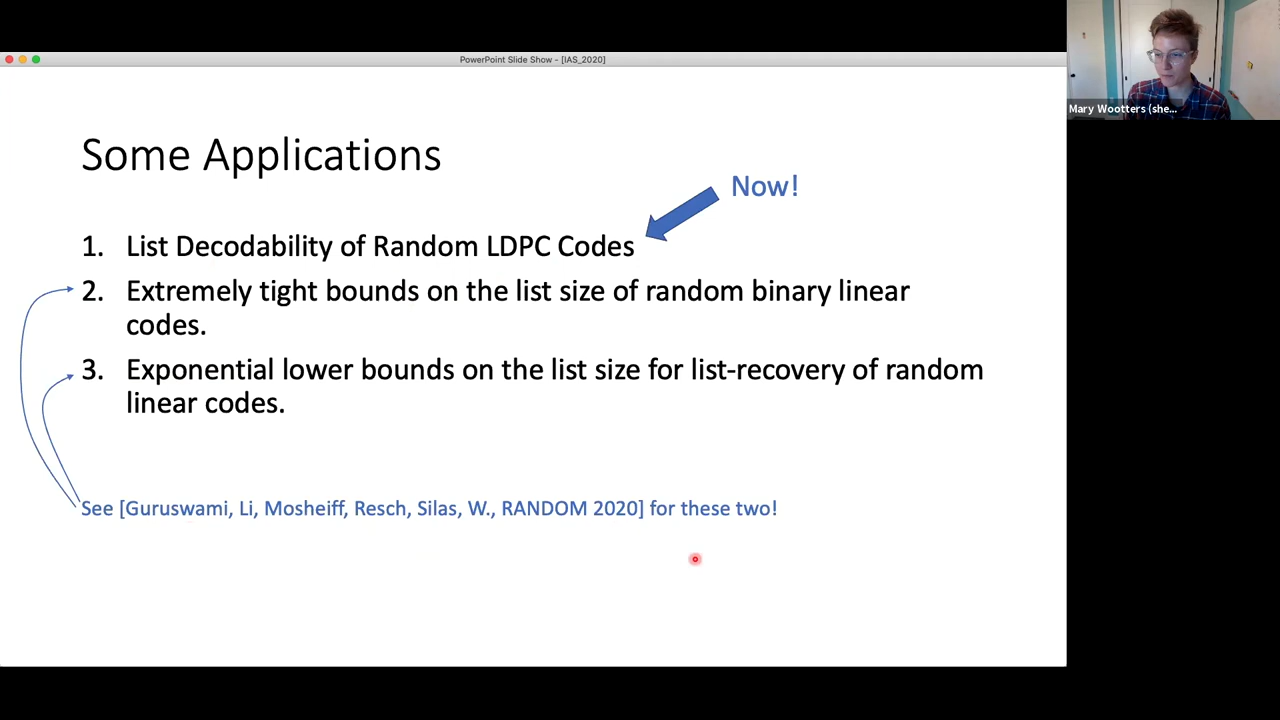 PowerPoint Slide Show - [IAS_2020]
Mary Wootters (she...
Some Applications
Now!
1. List Decodability of Random LDPC Codes
2. Extremely tight bounds on the list size of random binary linear
codes.
3. Exponential lower bounds on the list size for list-recovery of random
linear codes.
See [Guruswami, Li, Mosheiff, Resch, Silas, W., RANDOM 2020] for these two!